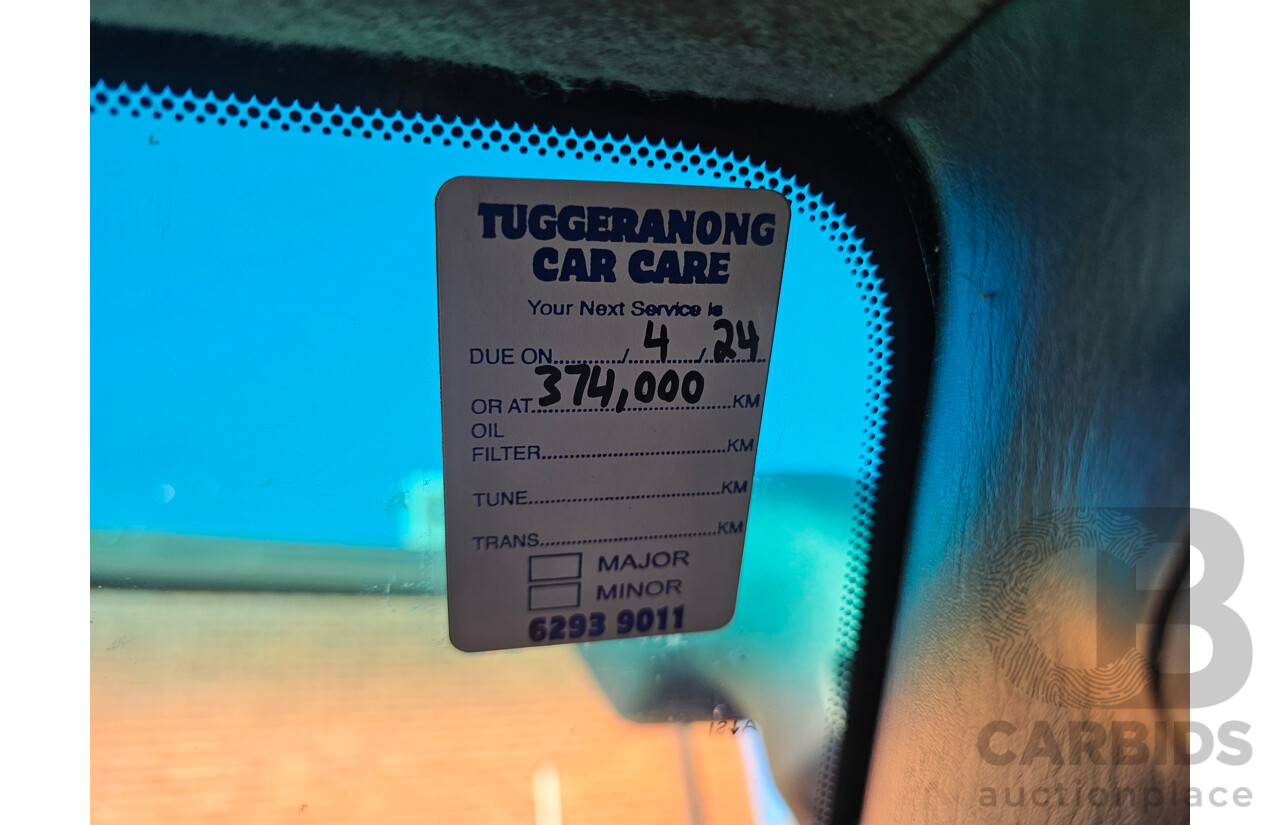 TUGGERANONG
CAR CARE
Your Next Service is
DUE ON............/ 4 / 24
OR AT 374,000 KM
OIL
FILTER................................KM
TUNE..................................KM
TRANS................................KM
MAJOR
MINOR
6293 9011
CB
CARBIDS
auctionplace